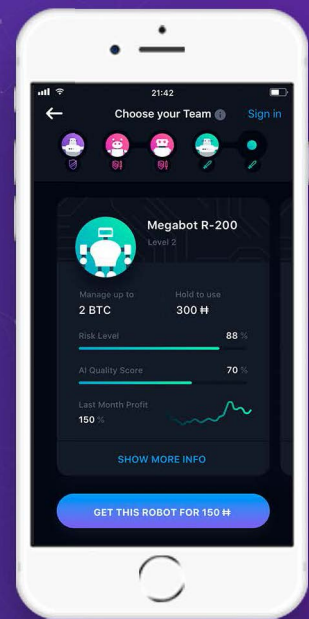 21:42
Choose your Team
Sign in
Megabot R-200
Level 2
Manage up to
Hold to use
2 BTC
300 ⋕
Risk Level
88 %
AI Quality Score
70 %
Last Month Profit
150 %
SHOW MORE INFO
GET THIS ROBOT FOR 150 ⋕